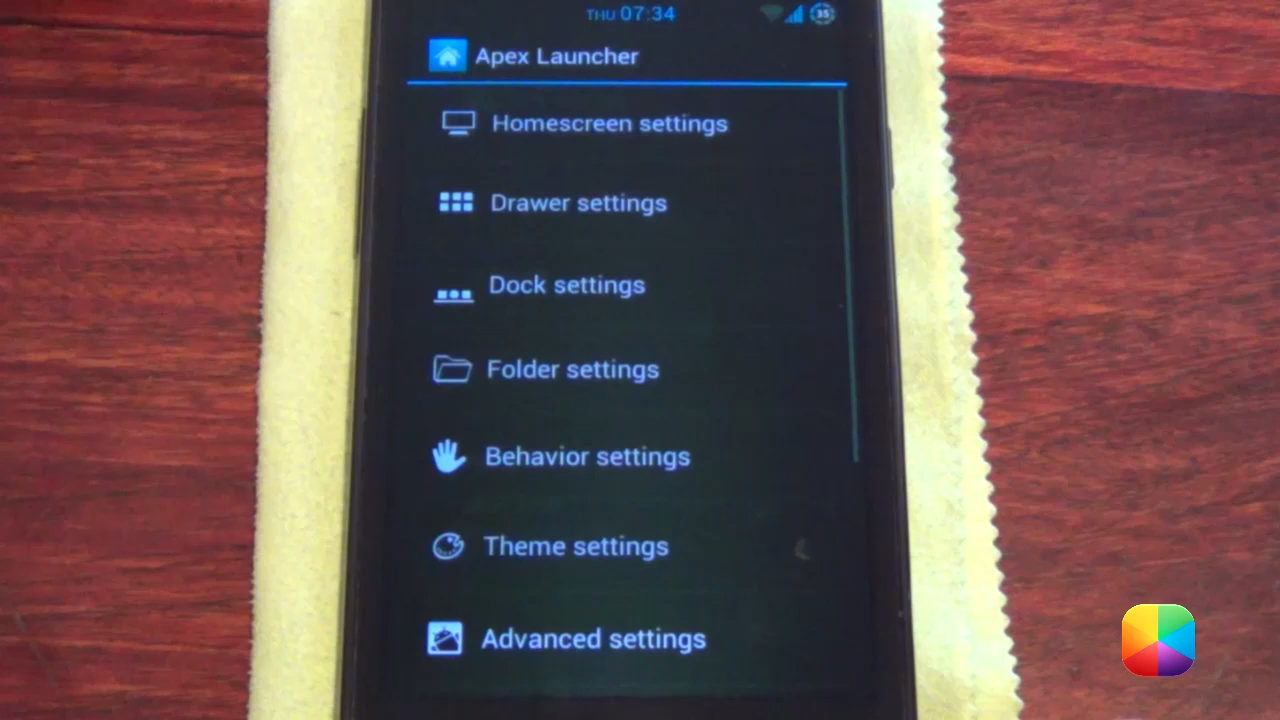 THU 07:34
35
Apex Launcher
Homescreen settings
Drawer settings
Dock settings
Folder settings
Behavior settings
Theme settings
Advanced settings